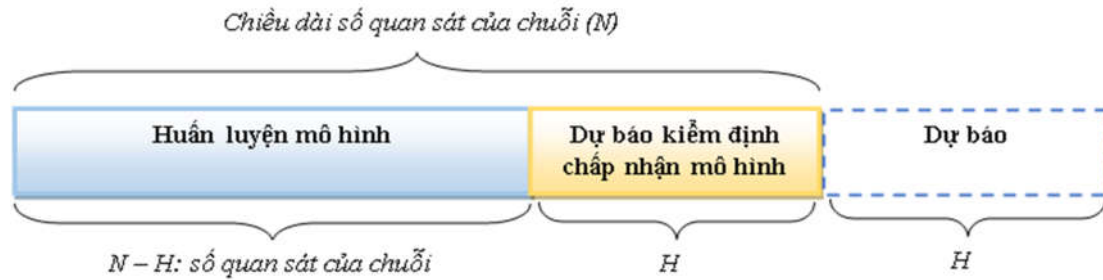 Chiều dài số quan sát của chuỗi (N)
Huấn luyện mô hình
Dự báo kiểm định
chấp nhận mô hình
Dự báo
N – H: số quan sát của chuỗi
H
H